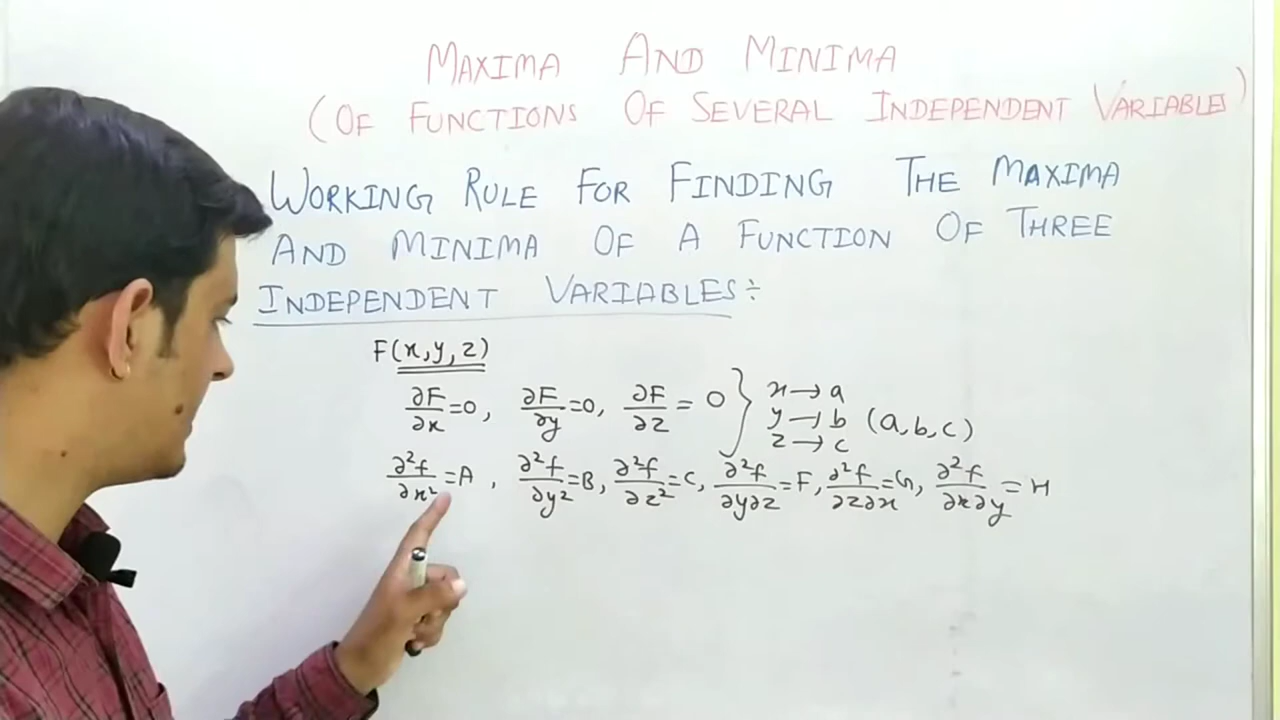 MAXIMA AND MINIMA
(OF FUNCTIONS OF SEVERAL INDEPENDENT VARIABLES)
WORKING RULE FOR FINDING THE MAXIMA
AND MINIMA OF A FUNCTION OF THREE
INDEPENDENT VARIABLES÷
F(x,y,z)
∂F/∂x=0, ∂F/∂y=0, ∂F/∂z=0 } x→a y→b z→c (a,b,c)
∂²f/∂x²=A, ∂²f/∂y²=B, ∂²f/∂z²=C, ∂²f/∂y∂z=F, ∂²f/∂z∂x=G, ∂²f/∂x∂y=H